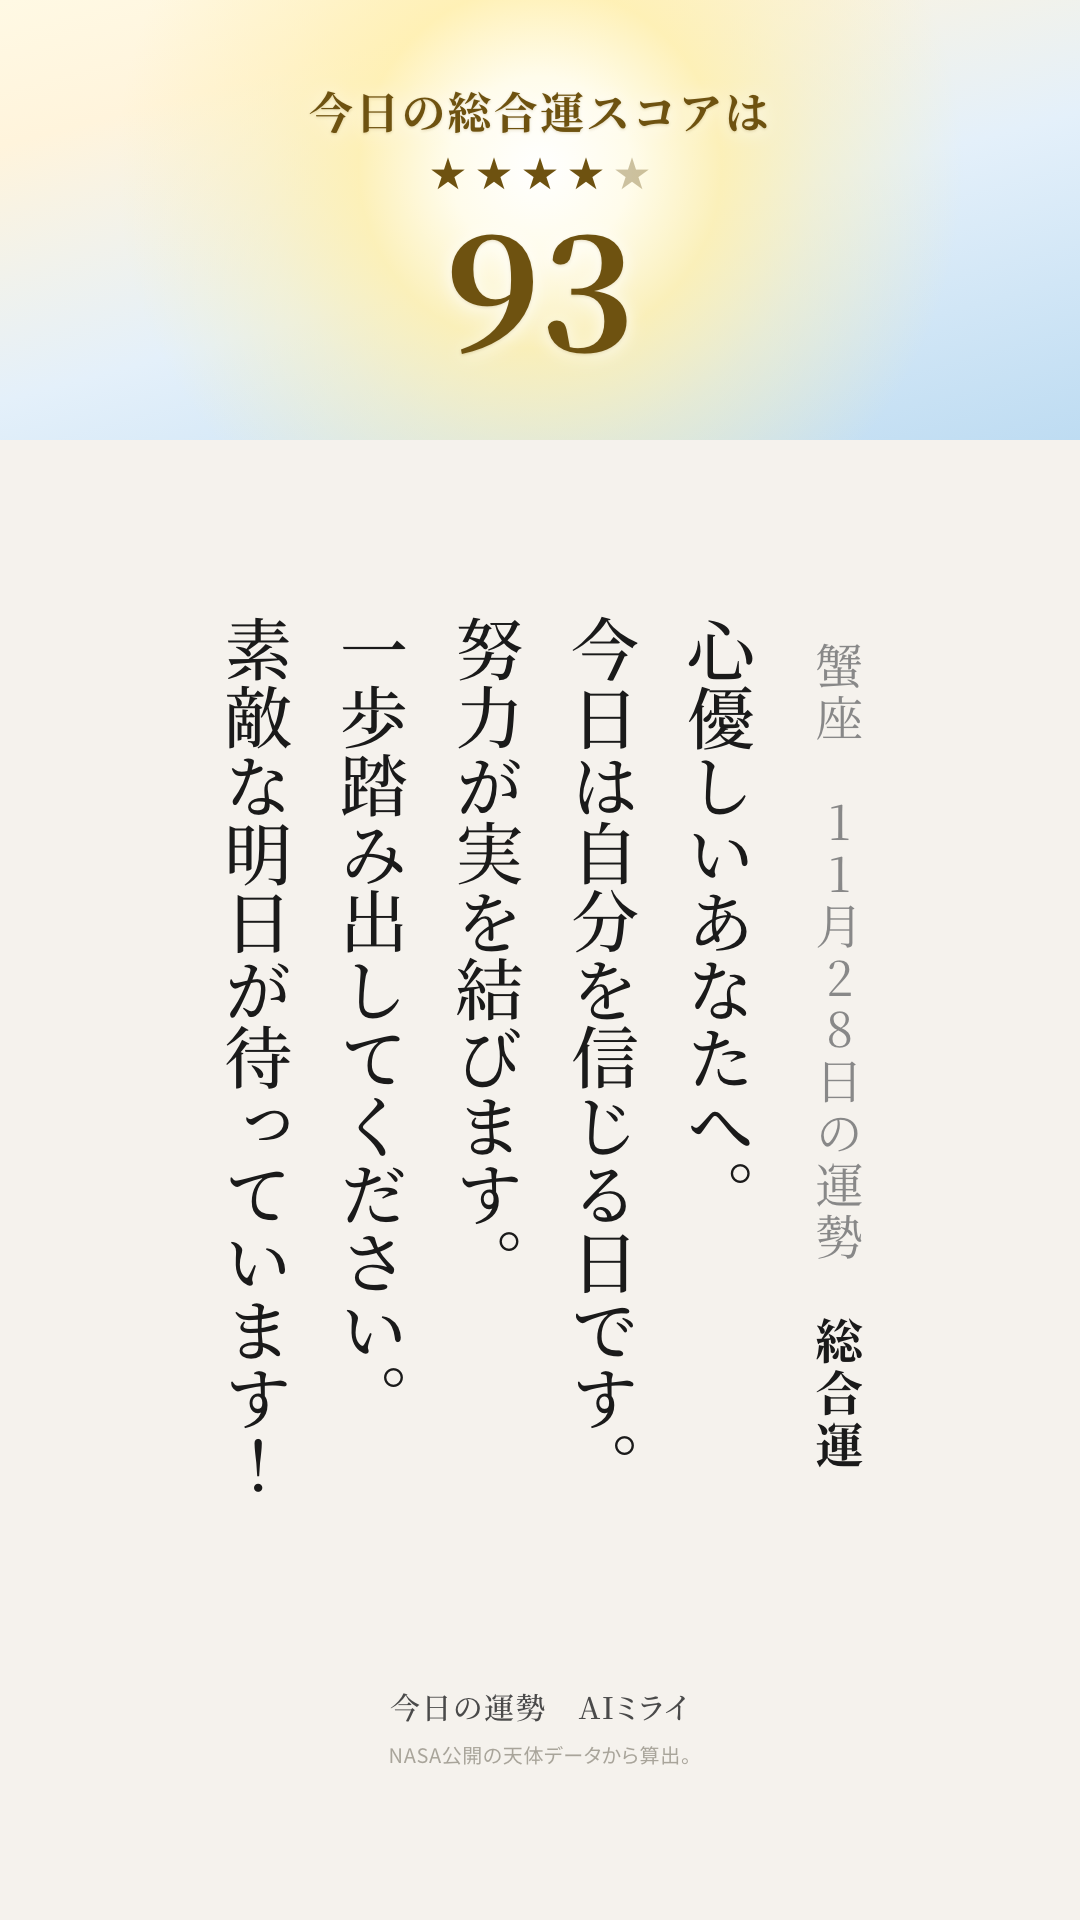 今日の総合運スコアは
★★★★★
93
蟹座　11月28日の運勢　総合運
心優しいあなたへ。
今日は自分を信じる日です。
努力が実を結びます。
一歩踏み出してください。
素敵な明日が待っています！
今日の運勢　AIミライ
NASA公開の天体データから算出。